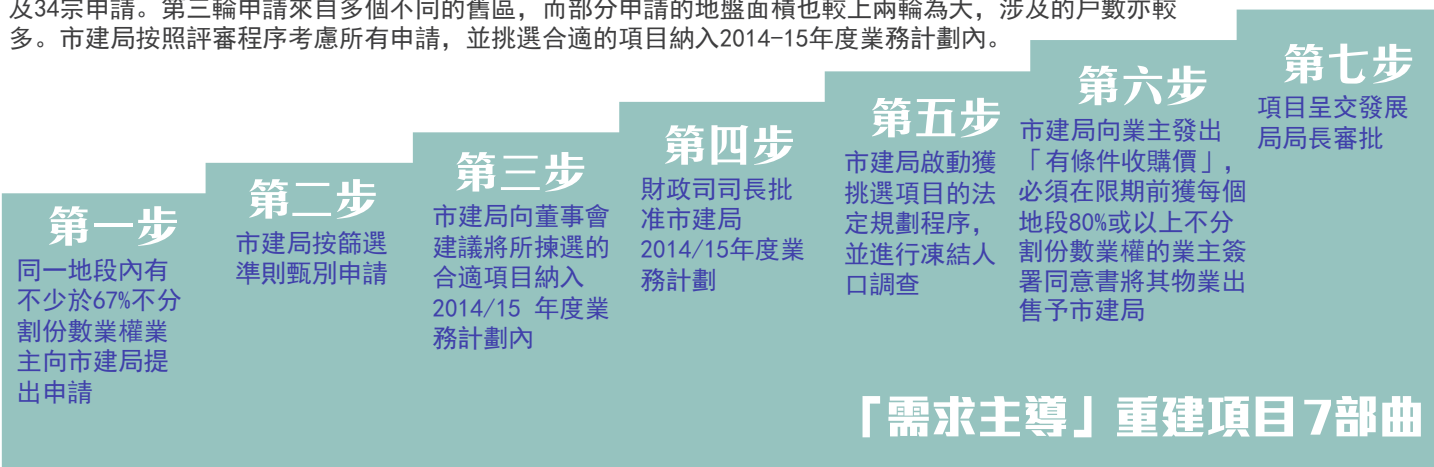 及34宗申請。第三輪申請來自多個不同的舊區，而部分申請的地盤面積也較上兩輪為大，涉及的戶數亦較
多。市建局按照評審程序考慮所有申請，並挑選合適的項目納入2014-15年度業務計劃內。
第一步
同一地段內有
不少於67%不分
割份數業權業
主向市建局提
出申請
第二步
市建局按篩選
準則甄別申請
第三步
市建局向董事會
建議將所揀選的
合適項目納入
2014/15 年度業
務計劃內
第四步
財政司司長批
准市建局
2014/15年度業
務計劃
第五步
市建局啟動獲
挑選項目的法
定規劃程序，
並進行凍結人
口調查
第六步
市建局向業主發出
「有條件收購價」，
必須在限期前獲每個
地段80%或以上不分
割份數業權的業主簽
署同意書將其物業出
售予市建局
第七步
項目呈交發展
局局長審批
「需求主導」重建項目7部曲